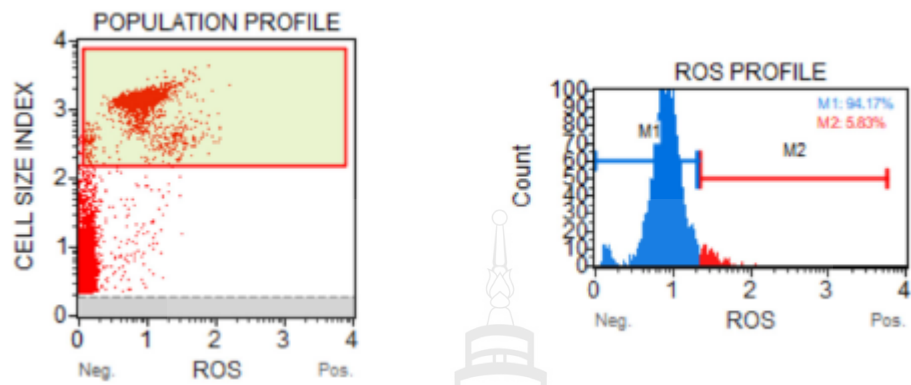 POPULATION PROFILE
4
3
2
1
0
CELL SIZE INDEX
0 1 2 3 4
Neg. ROS Pos.
ROS PROFILE
M1: 94.17%
M2: 5.83%
100
90
80
70
60
50
40
30
20
10
0
Count
M1
M2
0 1 2 3 4
Neg. ROS Pos.